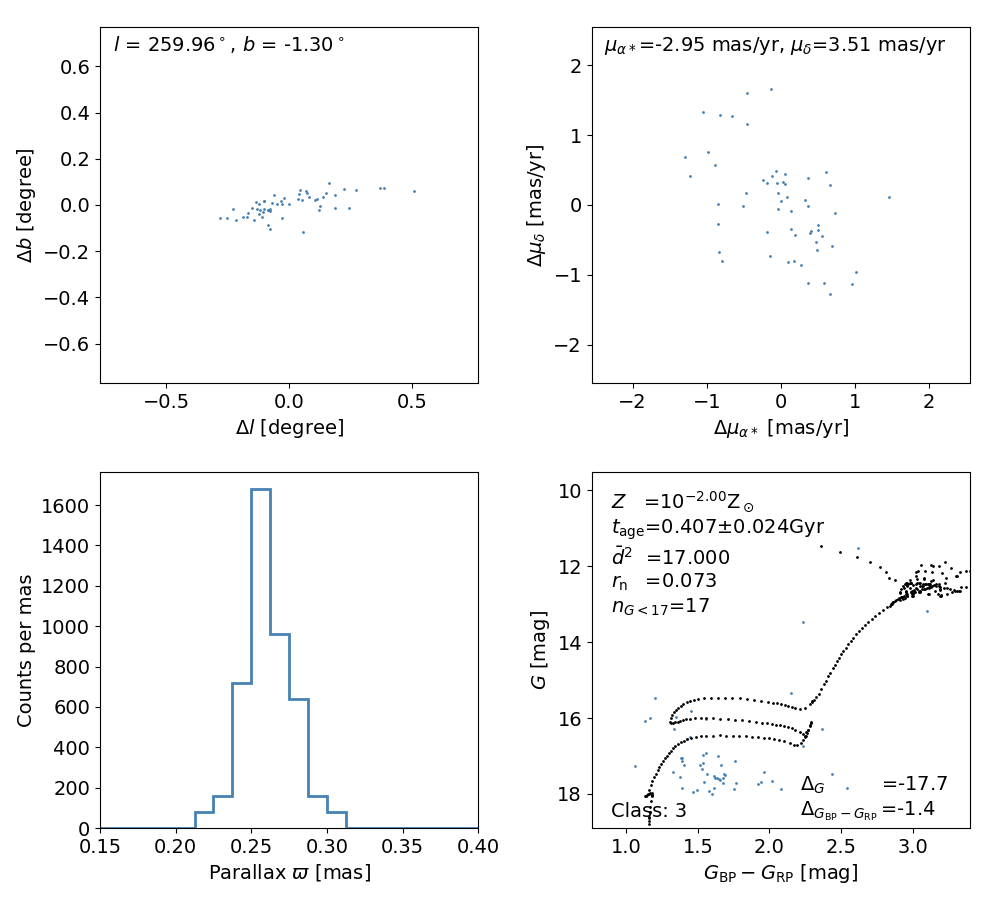 l = 259.96°, b = -1.30°
0.6
0.4
0.2
0.0
−0.2
−0.4
−0.6
Δb [degree]
−0.5 0.0 0.5
Δl [degree]
μα*=-2.95 mas/yr, μδ=3.51 mas/yr
2
1
0
−1
−2
Δμδ [mas/yr]
−2 −1 0 1 2
Δμα* [mas/yr]
1600
1400
1200
1000
800
600
400
200
0
Counts per mas
0.15 0.20 0.25 0.30 0.35 0.40
Parallax ϖ [mas]
10
12
14
16
18
G [mag]
Z =10^−2.00 Z⊙
t_age=0.407±0.024Gyr
d̄² =17.000
r_n =0.073
n_G<17=17
Δ_G =-17.7
Δ_G_BP−G_RP =-1.4
Class: 3
1.0 1.5 2.0 2.5 3.0
G_BP − G_RP [mag]